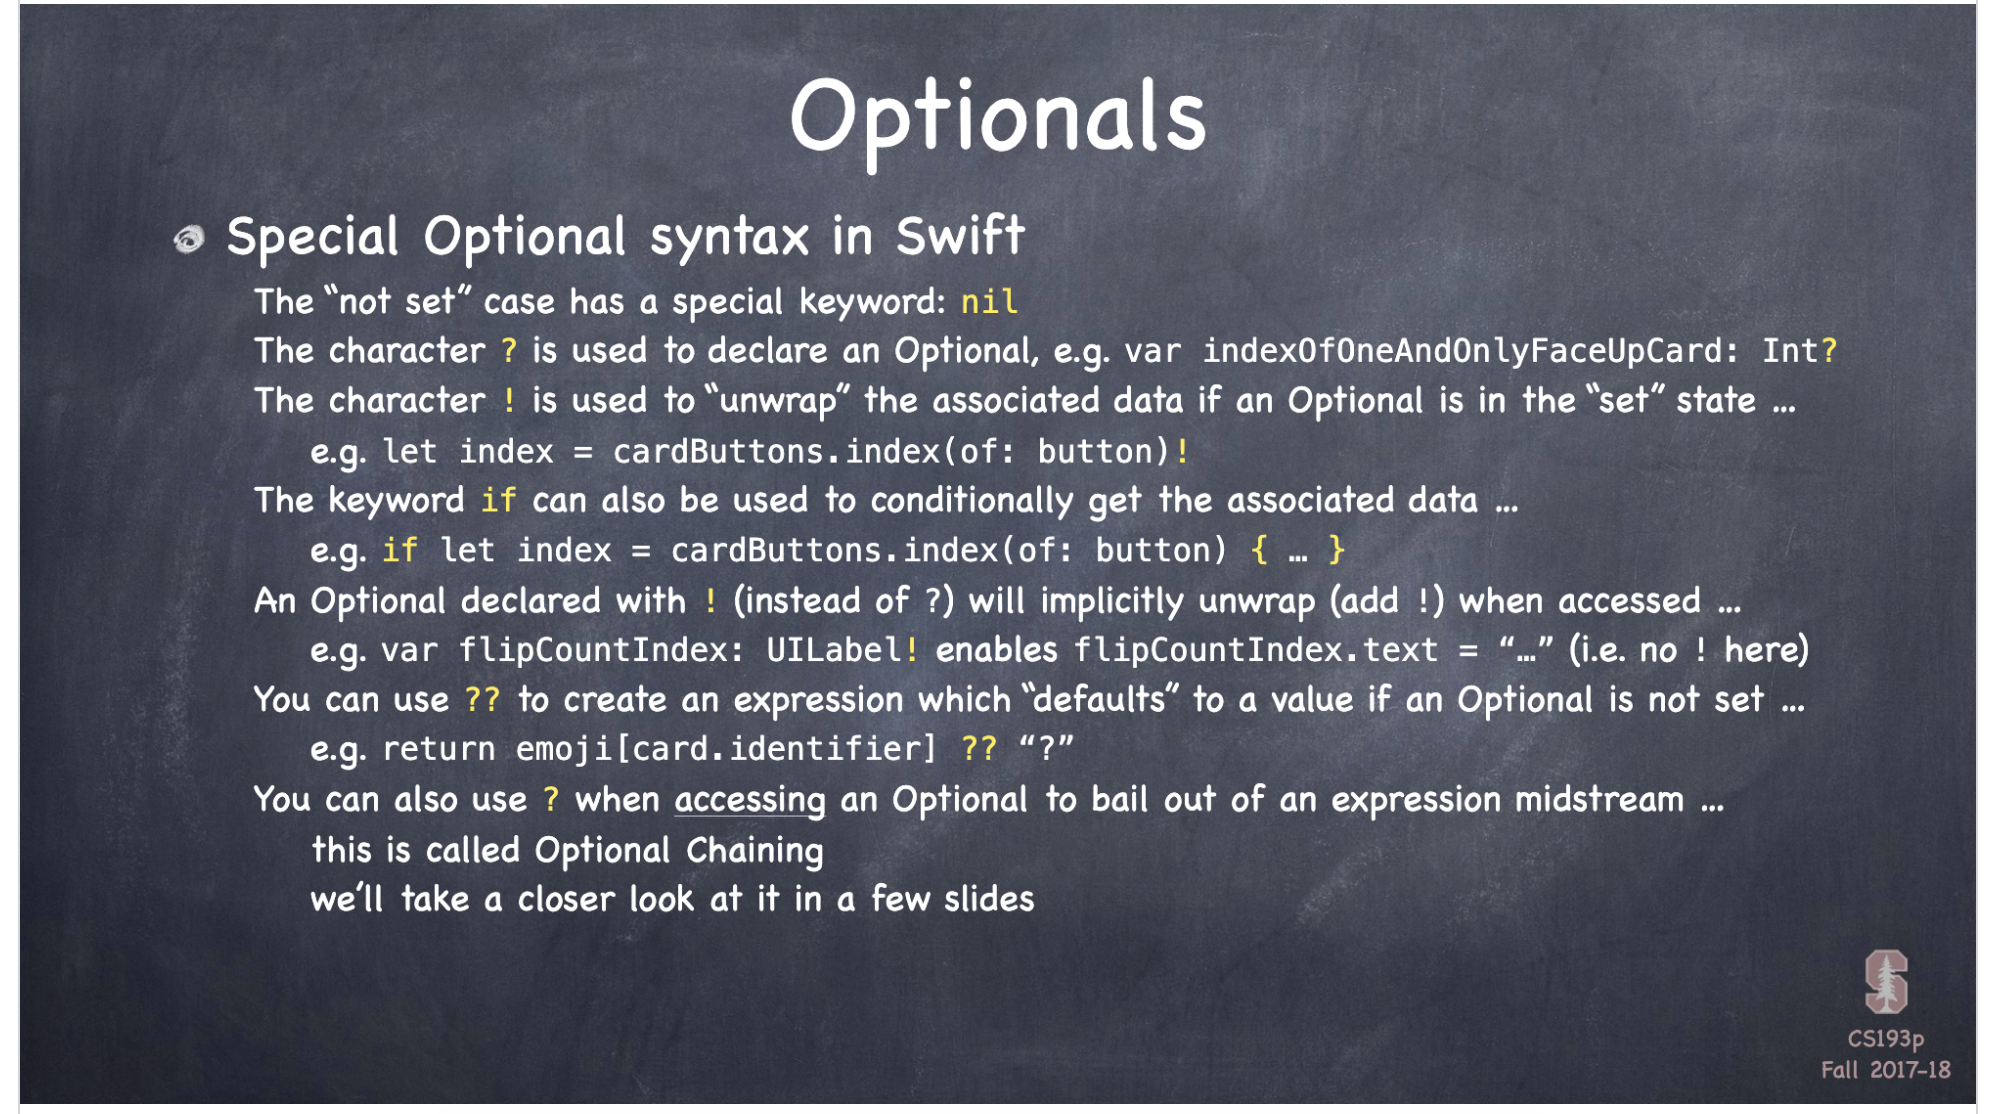 Optionals
Special Optional syntax in Swift
The “not set” case has a special keyword: nil
The character ? is used to declare an Optional, e.g. var indexOfOneAndOnlyFaceUpCard: Int?
The character ! is used to “unwrap” the associated data if an Optional is in the “set” state …
e.g. let index = cardButtons.index(of: button)!
The keyword if can also be used to conditionally get the associated data …
e.g. if let index = cardButtons.index(of: button) { … }
An Optional declared with ! (instead of ?) will implicitly unwrap (add !) when accessed …
e.g. var flipCountIndex: UILabel! enables flipCountIndex.text = “…” (i.e. no ! here)
You can use ?? to create an expression which “defaults” to a value if an Optional is not set …
e.g. return emoji[card.identifier] ?? “?”
You can also use ? when accessing an Optional to bail out of an expression midstream …
this is called Optional Chaining
we’ll take a closer look at it in a few slides
S
CS193p
Fall 2017-18